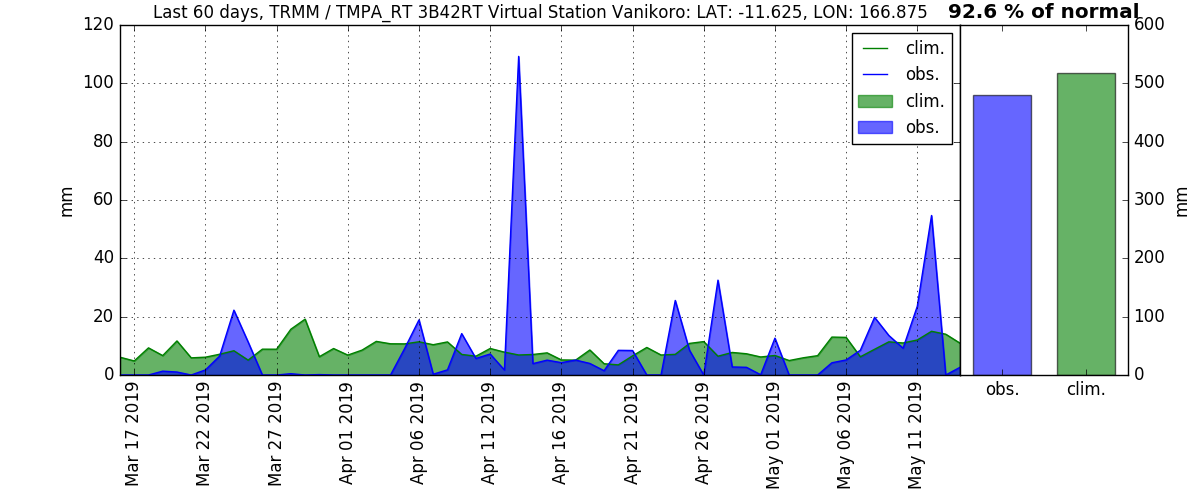 Last 60 days, TRMM / TMPA_RT 3B42RT Virtual Station Vanikoro: LAT: -11.625, LON: 166.875
92.6 % of normal
120
100
80
60
40
20
0
mm
clim.
obs.
clim.
obs.
600
500
400
300
200
100
0
mm
Mar 17 2019
Mar 22 2019
Mar 27 2019
Apr 01 2019
Apr 06 2019
Apr 11 2019
Apr 16 2019
Apr 21 2019
Apr 26 2019
May 01 2019
May 06 2019
May 11 2019
obs.
clim.